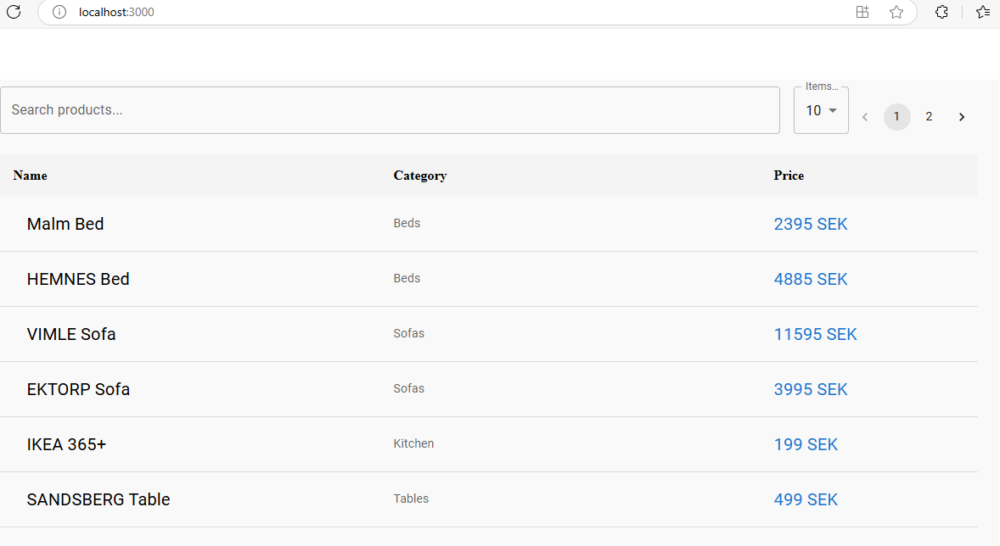 localhost:3000
Items...
Search products...
10
1
2
Name Category Price
Malm Bed Beds 2395 SEK
HEMNES Bed Beds 4885 SEK
VIMLE Sofa Sofas 11595 SEK
EKTORP Sofa Sofas 3995 SEK
IKEA 365+ Kitchen 199 SEK
SANDSBERG Table Tables 499 SEK